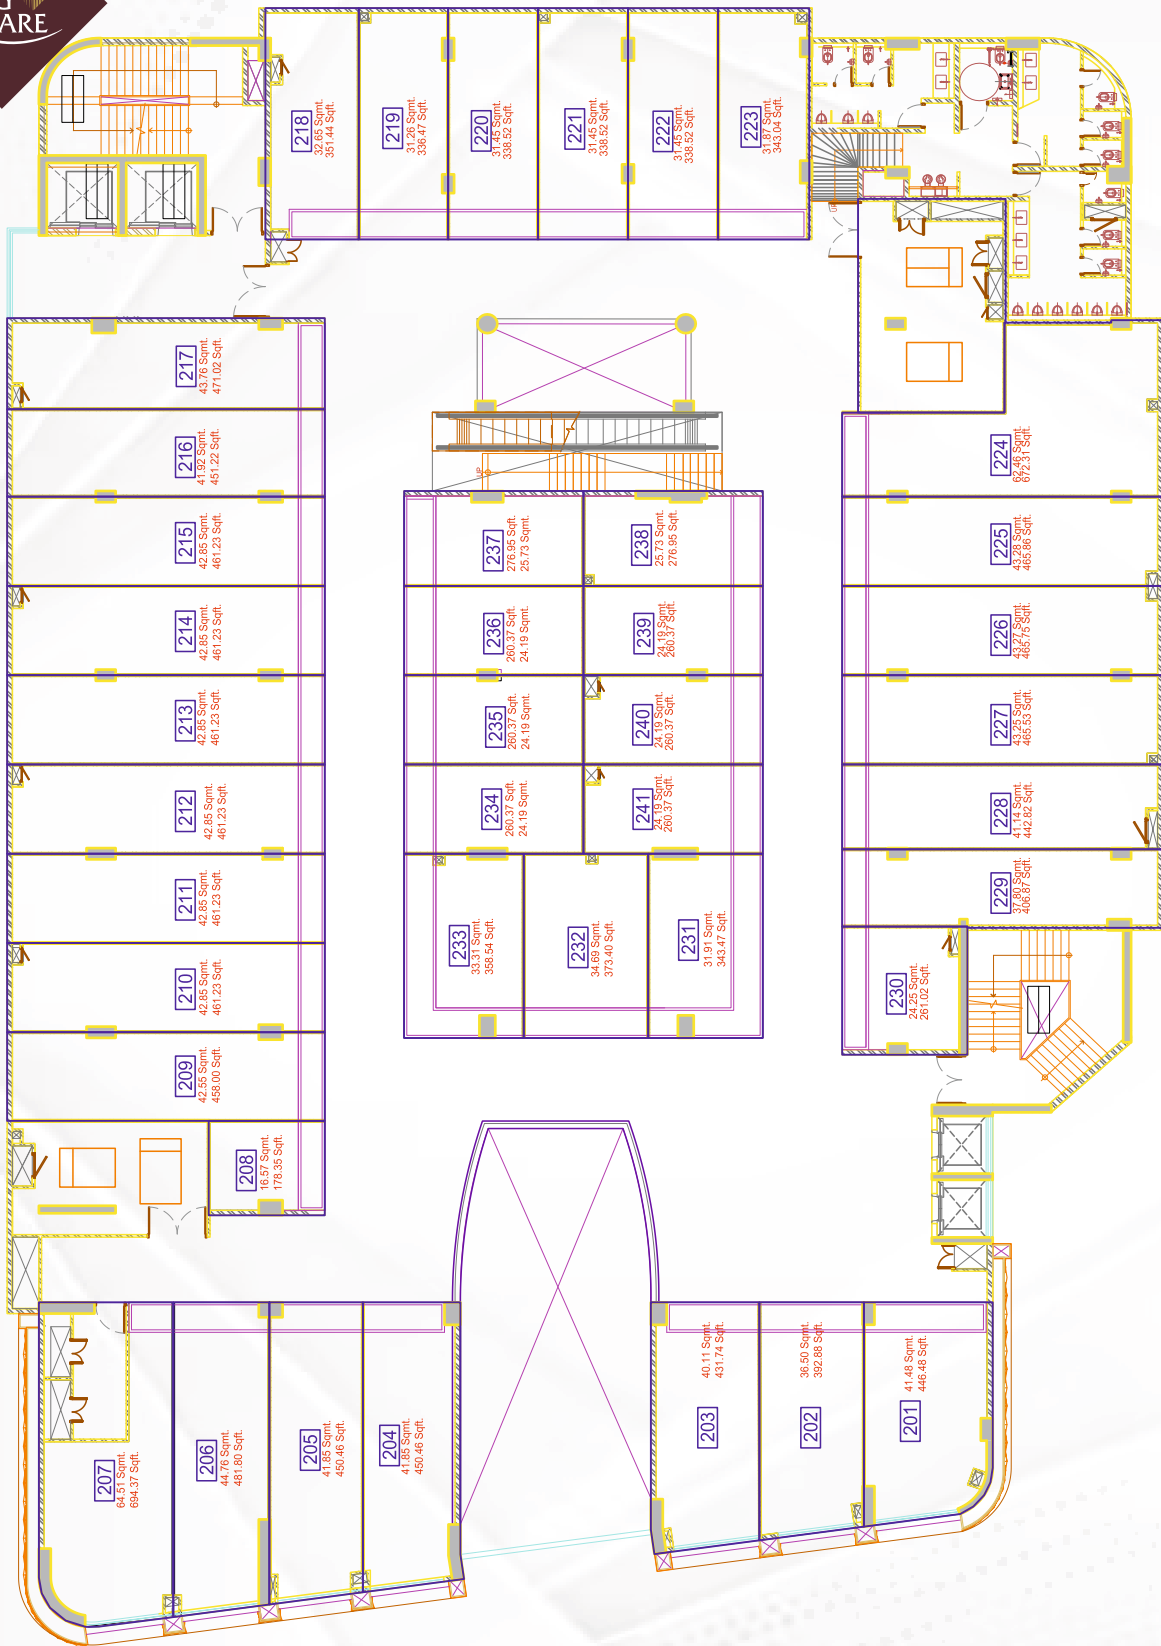 ARE
218
32.65 Sqmt.
351.44 Sqft.
219
31.26 Sqmt.
336.47 Sqft.
220
31.45 Sqmt.
338.52 Sqft.
221
31.45 Sqmt.
338.52 Sqft.
222
31.45 Sqmt.
338.52 Sqft.
223
31.87 Sqmt.
343.04 Sqft.
UP
217
43.76 Sqmt.
471.02 Sqft.
216
41.92 Sqmt.
451.22 Sqft.
215
42.85 Sqmt.
461.23 Sqft.
214
42.85 Sqmt.
461.23 Sqft.
213
42.85 Sqmt.
461.23 Sqft.
212
42.85 Sqmt.
461.23 Sqft.
211
42.85 Sqmt.
461.23 Sqft.
210
42.85 Sqmt.
461.23 Sqft.
209
42.55 Sqmt.
458.00 Sqft.
208
16.57 Sqmt.
178.35 Sqft.
UP
237
276.95 Sqft.
25.73 Sqmt.
238
25.73 Sqmt.
276.95 Sqft.
236
260.37 Sqft.
24.19 Sqmt.
239
24.19 Sqmt.
260.37 Sqft.
235
260.37 Sqft.
24.19 Sqmt.
240
24.19 Sqmt.
260.37 Sqft.
234
260.37 Sqft.
24.19 Sqmt.
241
24.19 Sqmt.
260.37 Sqft.
233
33.31 Sqmt.
358.54 Sqft.
232
34.69 Sqmt.
373.40 Sqft.
231
31.91 Sqmt.
343.47 Sqft.
224
62.46 Sqmt.
672.31 Sqft.
225
43.28 Sqmt.
465.86 Sqft.
226
43.27 Sqmt.
465.75 Sqft.
227
43.25 Sqmt.
465.53 Sqft.
228
41.14 Sqmt.
442.82 Sqft.
229
37.80 Sqmt.
406.87 Sqft.
230
24.25 Sqmt.
261.02 Sqft.
207
64.51 Sqmt.
694.37 Sqft.
206
44.76 Sqmt.
481.80 Sqft.
205
41.85 Sqmt.
450.46 Sqft.
204
41.85 Sqmt.
450.46 Sqft.
203
40.11 Sqmt.
431.74 Sqft.
202
36.50 Sqmt.
392.88 Sqft.
201
41.48 Sqmt.
446.48 Sqft.